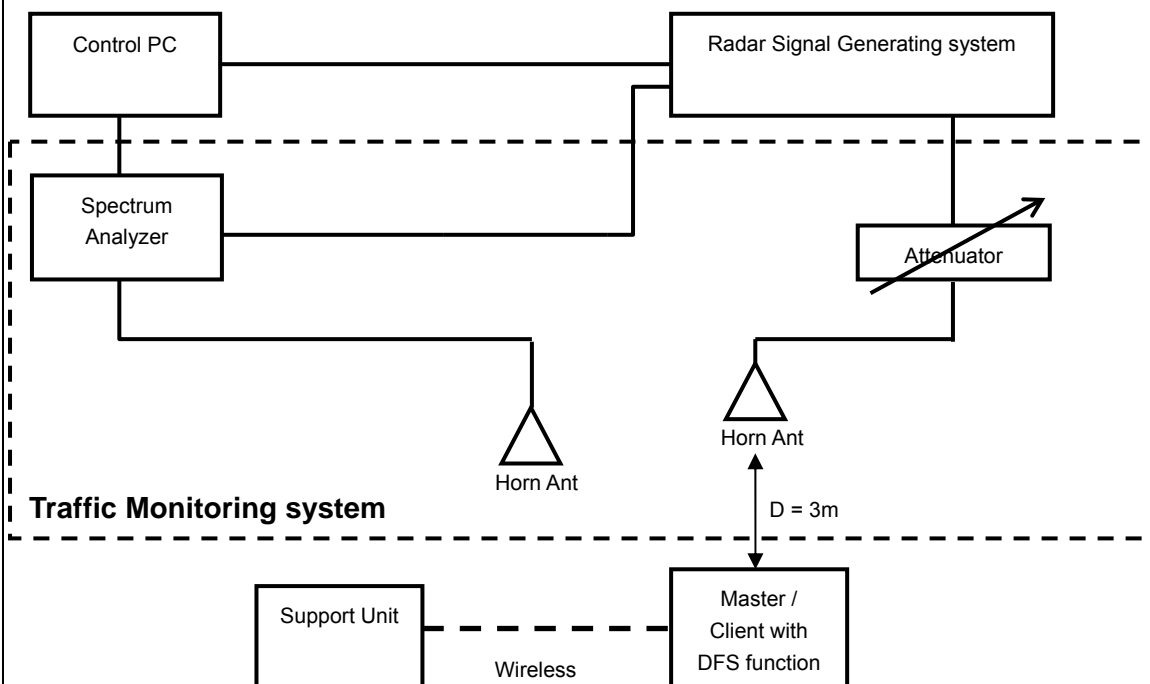 Control PC
Radar Signal Generating system
Spectrum
Analyzer
Attenuator
Horn Ant
Horn Ant
Traffic Monitoring system
D = 3m
Support Unit
Wireless
Master /
Client with
DFS function